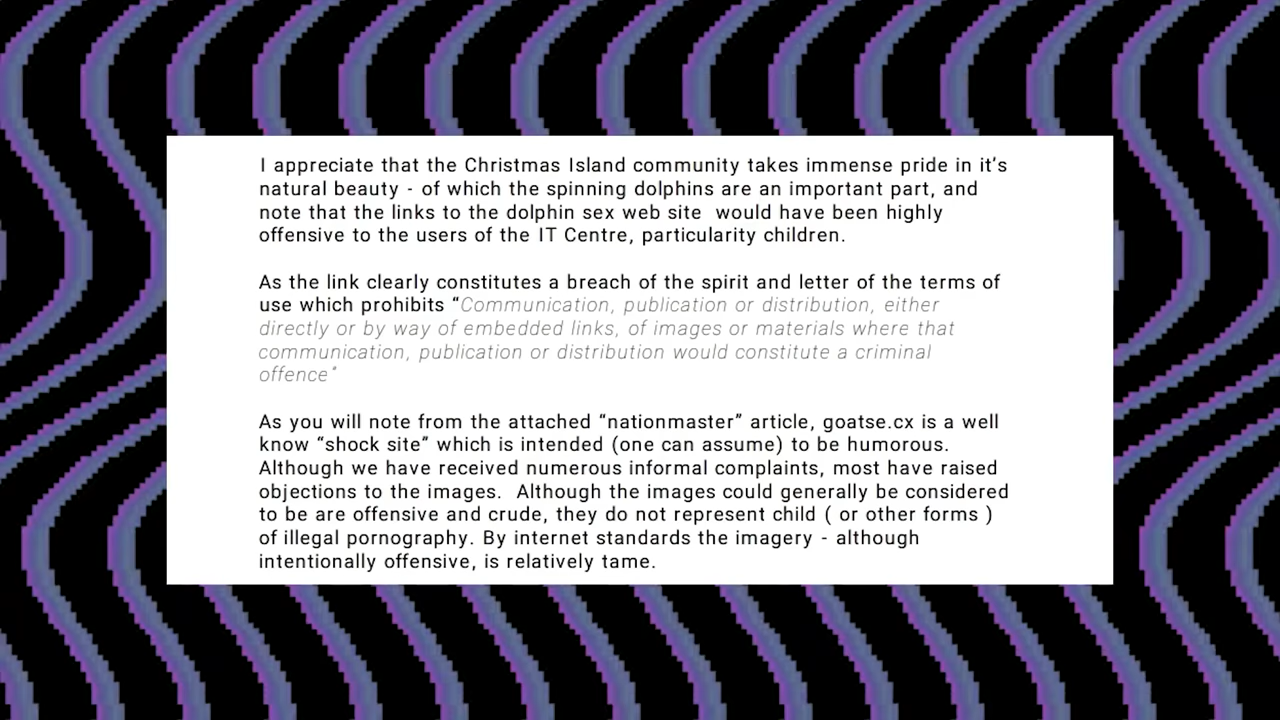 I appreciate that the Christmas Island community takes immense pride in it’s
natural beauty - of which the spinning dolphins are an important part, and
note that the links to the dolphin sex web site  would have been highly
offensive to the users of the IT Centre, particularity children.
As the link clearly constitutes a breach of the spirit and letter of the terms of
use which prohibits “Communication, publication or distribution, either
directly or by way of embedded links, of images or materials where that
communication, publication or distribution would constitute a criminal
offence“
As you will note from the attached “nationmaster” article, goatse.cx is a well
know “shock site” which is intended (one can assume) to be humorous.
Although we have received numerous informal complaints, most have raised
objections to the images.  Although the images could generally be considered
to be are offensive and crude, they do not represent child ( or other forms )
of illegal pornography. By internet standards the imagery - although
intentionally offensive, is relatively tame.